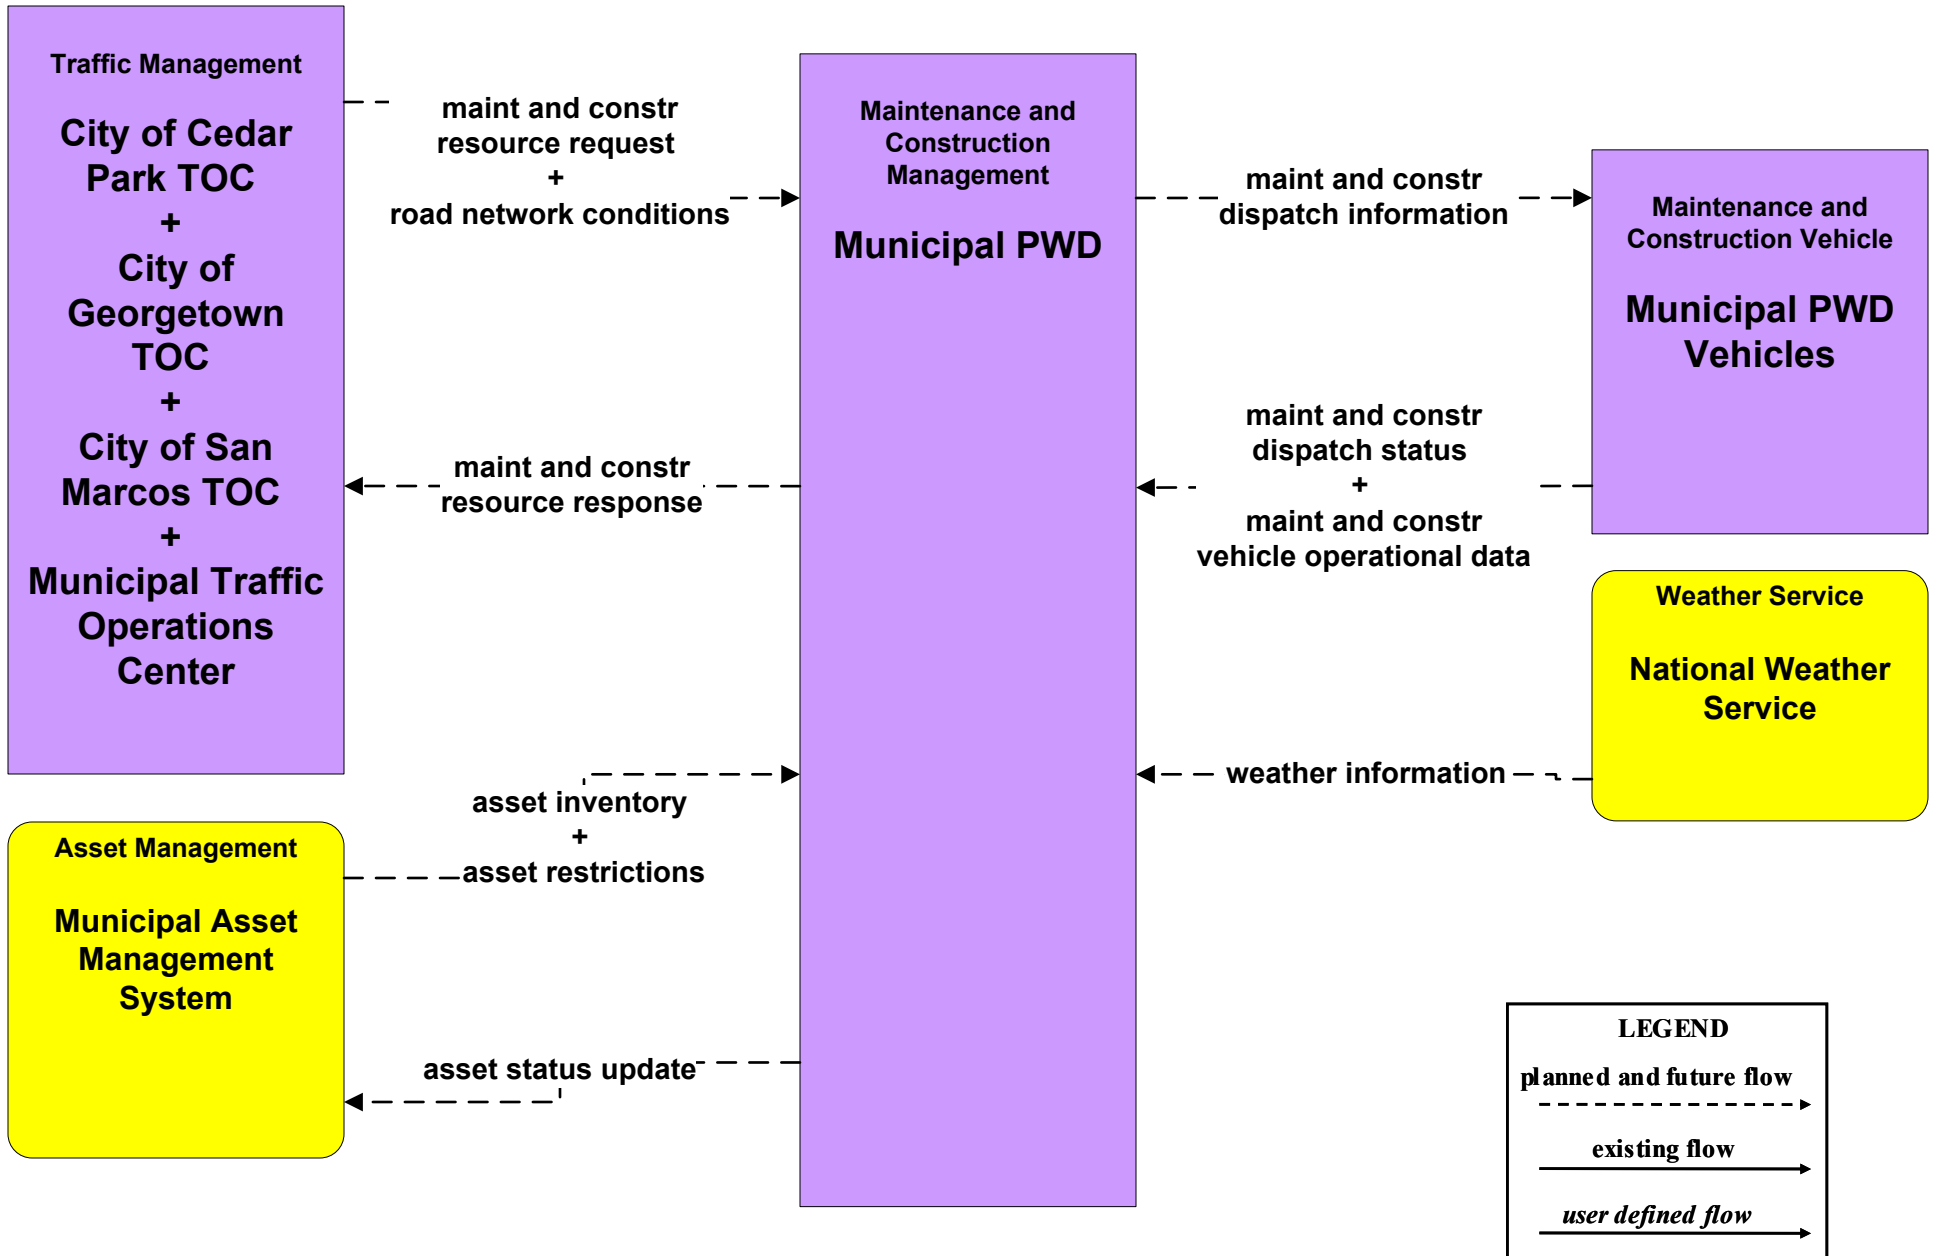 Traffic Management
City of Cedar
Park TOC
+
City of
Georgetown
TOC
+
City of San
Marcos TOC
+
Municipal Traffic
Operations
Center
maint and constr
resource request
+
road network conditions
maint and constr
resource response
Asset Management
Municipal Asset
Management
System
asset inventory
+
asset restrictions
asset status update
Maintenance and
Construction
Management
Municipal PWD
maint and constr
dispatch information
maint and constr
dispatch status
+
maint and constr
vehicle operational data
weather information
Maintenance and
Construction Vehicle
Municipal PWD
Vehicles
Weather Service
National Weather
Service
LEGEND
planned and future flow
existing flow
user defined flow